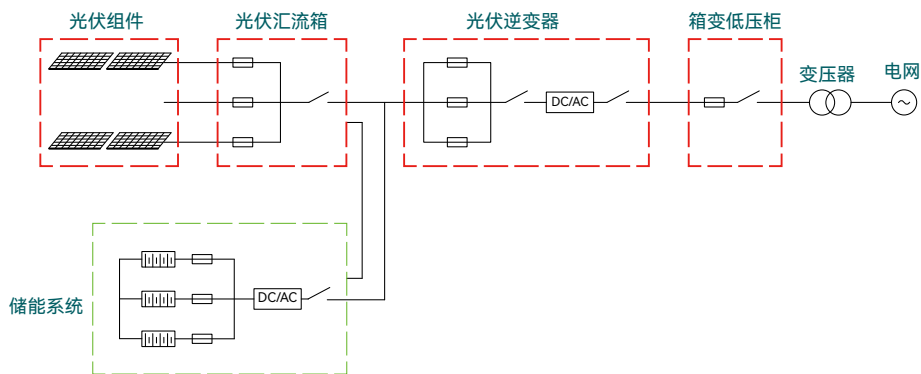 光伏组件
光伏汇流箱
光伏逆变器
箱变低压柜
变压器
电网
DC/AC
储能系统
DC/AC